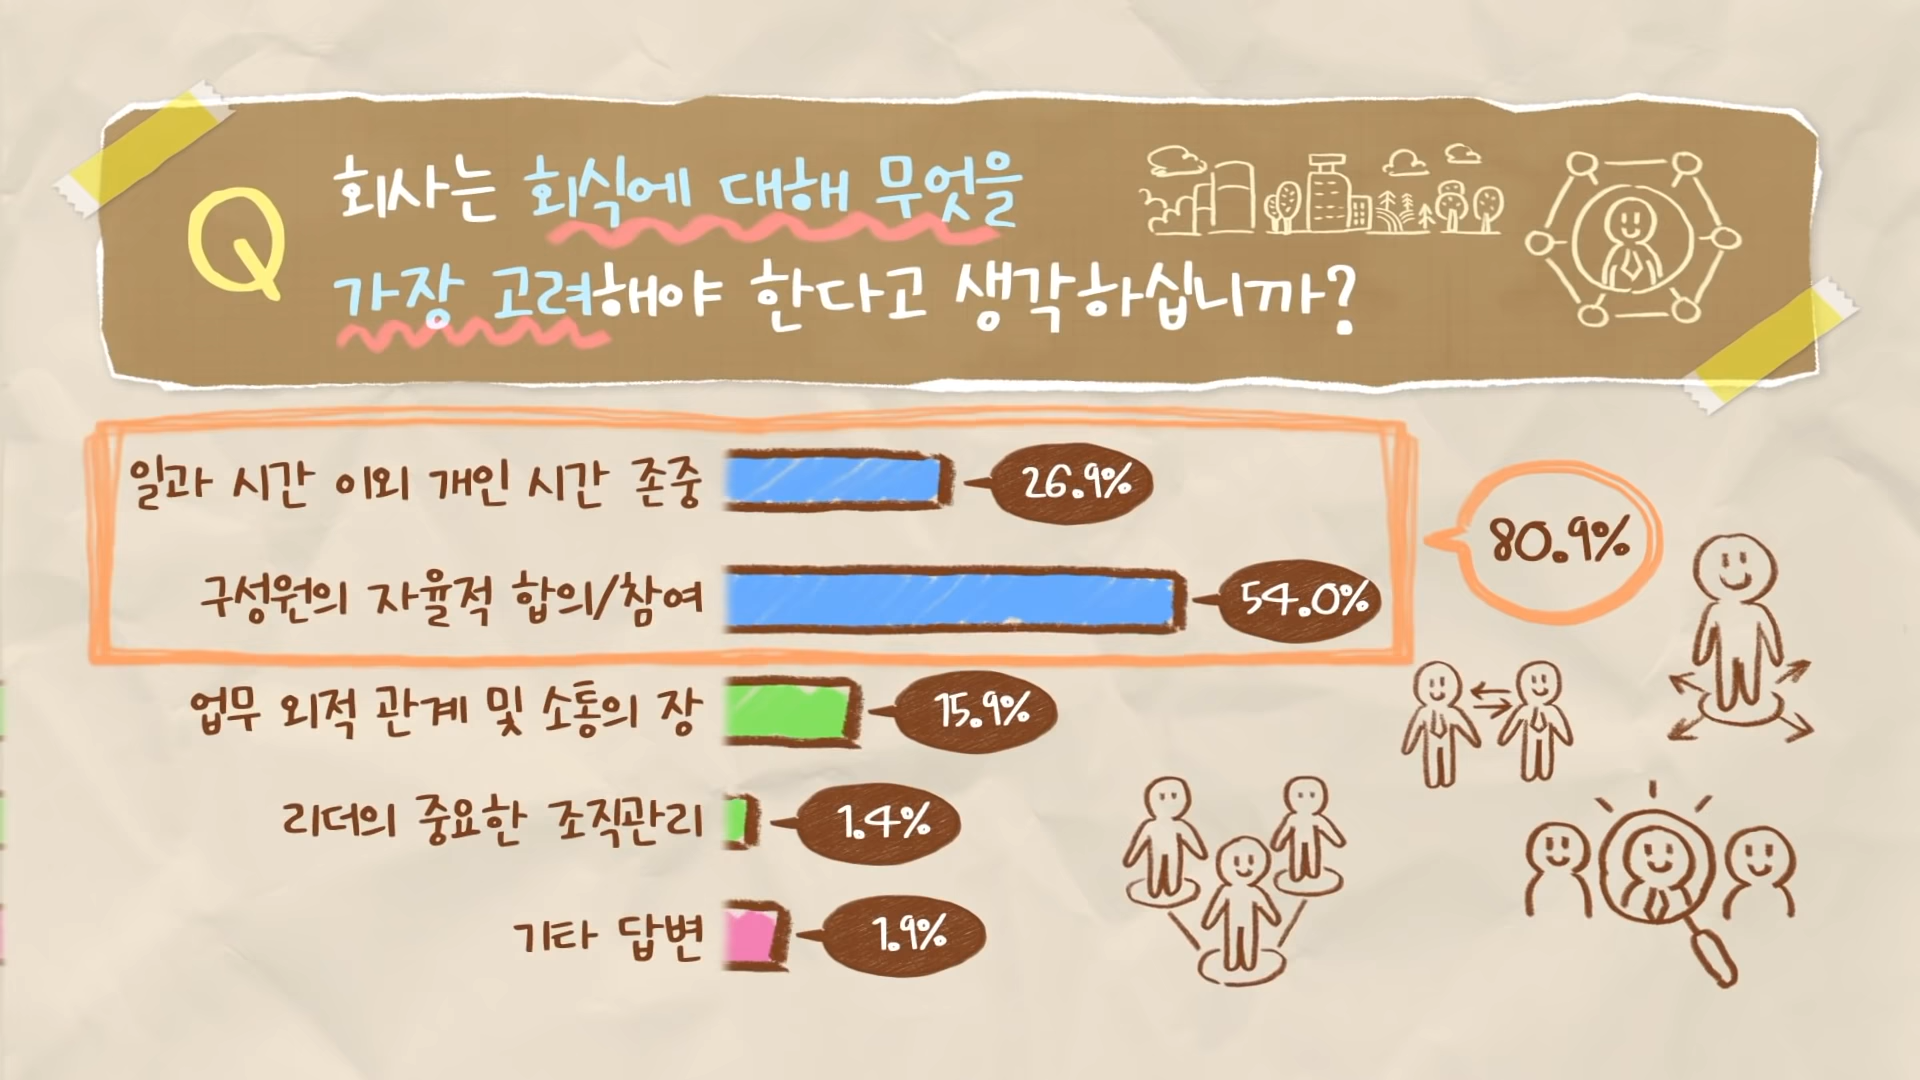 Q
회사는 회식에 대해 무엇을
가장 고려해야 한다고 생각하십니까?
일과 시간 이외 개인 시간 존중
26.9%
구성원의 자율적 합의/참여
54.0%
80.9%
업무 외적 관계 및 소통의 장
15.9%
리더의 중요한 조직관리
1.4%
기타 답변
1.9%